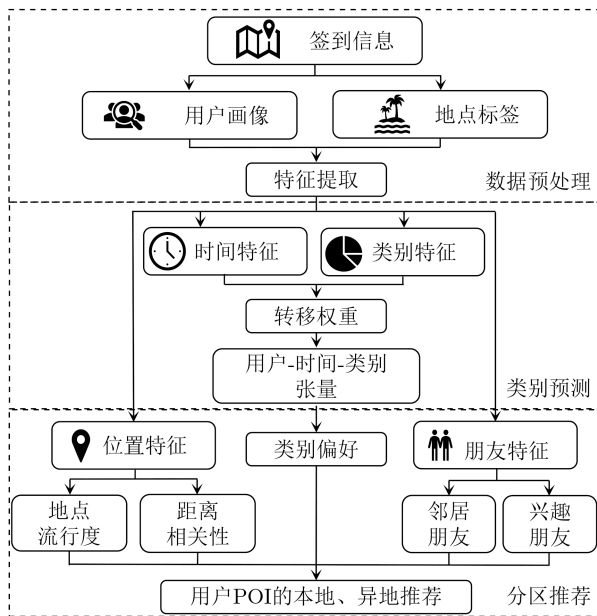 签到信息
用户画像
地点标签
特征提取
数据预处理
时间特征
类别特征
转移权重
用户-时间-类别
张量
类别预测
位置特征
类别偏好
朋友特征
地点
流行度
距离
相关性
邻居
朋友
兴趣
朋友
用户POI的本地、异地推荐
分区推荐